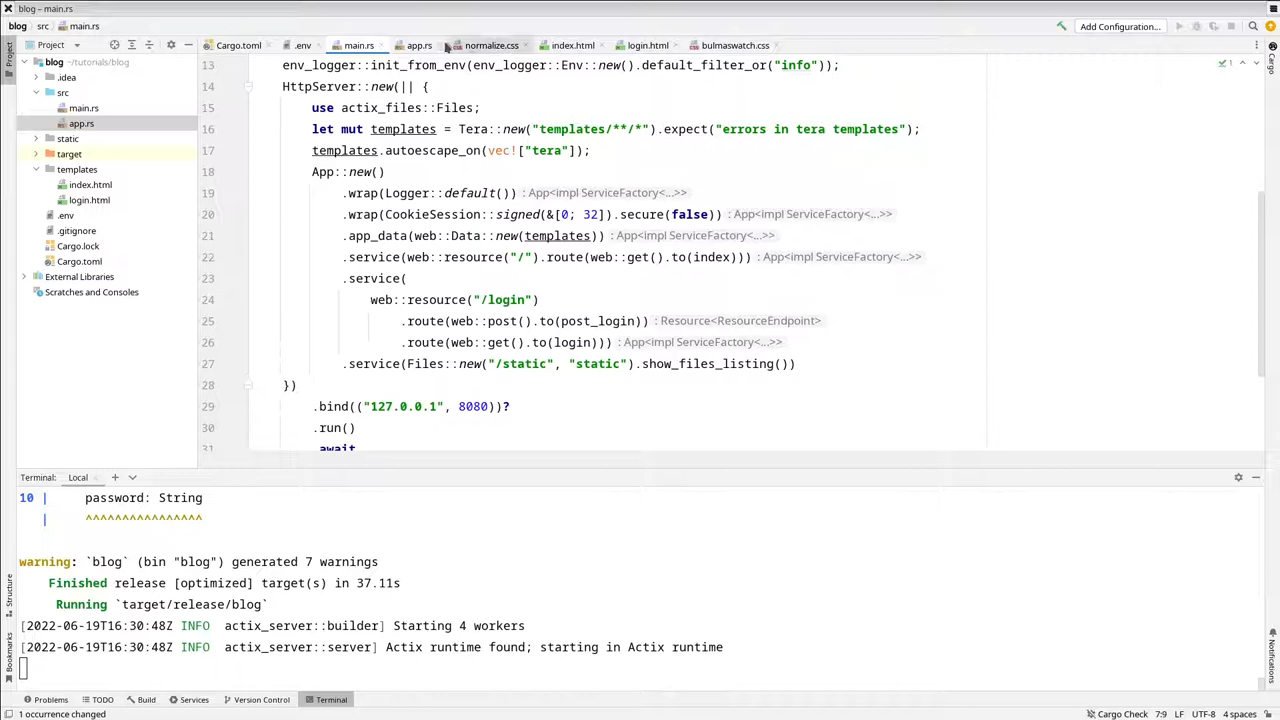 blog – main.rs
blog src main.rs Add Configuration...
Project Cargo.toml .env main.rs app.rs normalize.css index.html login.html bulmaswatch.css
blog ~/tutorials/blog
.idea
src
main.rs
app.rs
static
target
templates
index.html
login.html
.env
.gitignore
Cargo.lock
Cargo.toml
External Libraries
Scratches and Consoles
13 env_logger::init_from_env(env_logger::Env::new().default_filter_or("info"));
14 HttpServer::new(|| {
15 use actix_files::Files;
16 let mut templates = Tera::new("templates/**/*").expect("errors in tera templates");
17 templates.autoescape_on(vec!["tera"]);
18 App::new()
19 .wrap(Logger::default()) : App<impl ServiceFactory<...>>
20 .wrap(CookieSession::signed(&[0; 32]).secure(false)) : App<impl ServiceFactory<...>>
21 .app_data(web::Data::new(templates)) : App<impl ServiceFactory<...>>
22 .service(web::resource("/").route(web::get().to(index))) : App<impl ServiceFactory<...>>
23 .service(
24 web::resource("/login")
25 .route(web::post().to(post_login)) : Resource<ResourceEndpoint>
26 .route(web::get().to(login))) : App<impl ServiceFactory<...>>
27 .service(Files::new("/static", "static").show_files_listing())
28 })
29 .bind(("127.0.0.1", 8080))?
30 .run()
31 .await
1
Project
Structure
Bookmarks
Cargo
Notifications
Terminal: Local
10 | password: String
| ^^^^^^^^^^^^^^^^
warning: `blog` (bin "blog") generated 7 warnings
Finished release [optimized] target(s) in 37.11s
Running `target/release/blog`
[2022-06-19T16:30:48Z INFO actix_server::builder] Starting 4 workers
[2022-06-19T16:30:48Z INFO actix_server::server] Actix runtime found; starting in Actix runtime
Problems TODO Build Services Version Control Terminal
1 occurrence changed Cargo Check 7:9 LF UTF-8 4 spaces